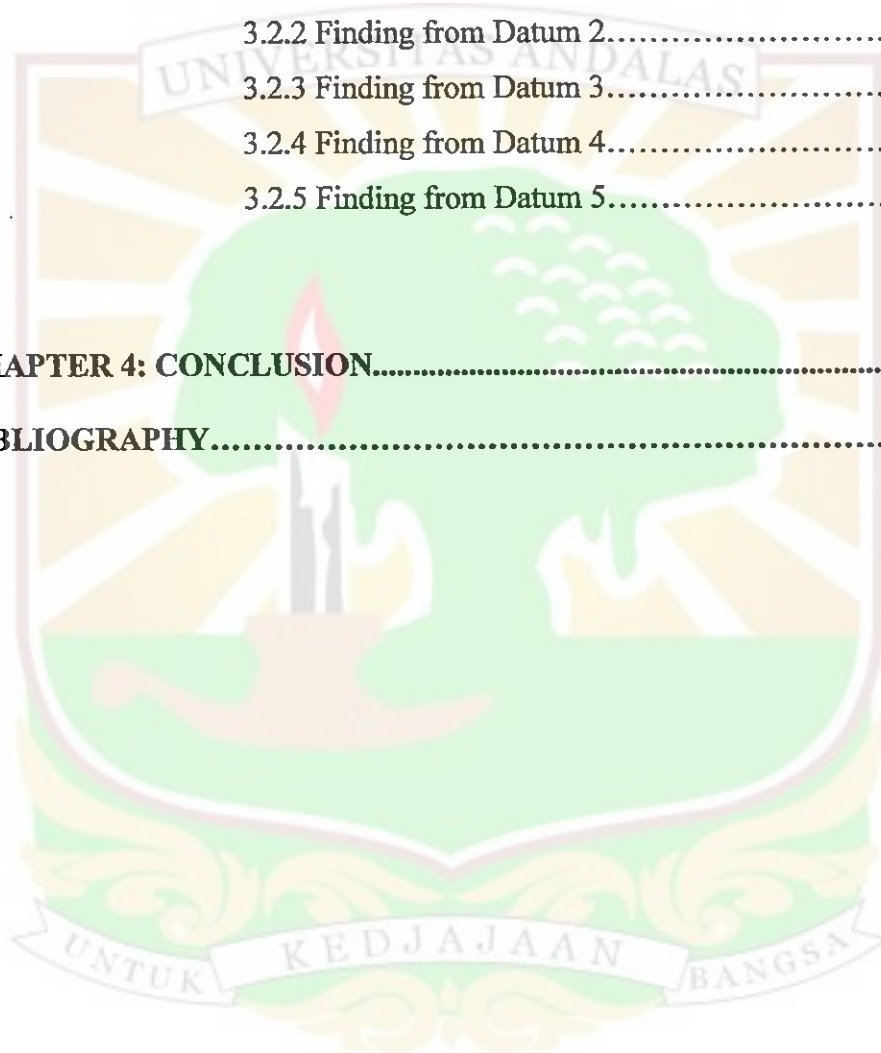 3.2.2 Finding from Datum 2..............................
UNIVERSITAS ANDALAS
3.2.3 Finding from Datum 3..............................
3.2.4 Finding from Datum 4..............................
3.2.5 Finding from Datum 5..............................
APTER 4: CONCLUSION..............................
BLIOGRAPHY..............................
UNTUK KEDJAJAAN BANGSA